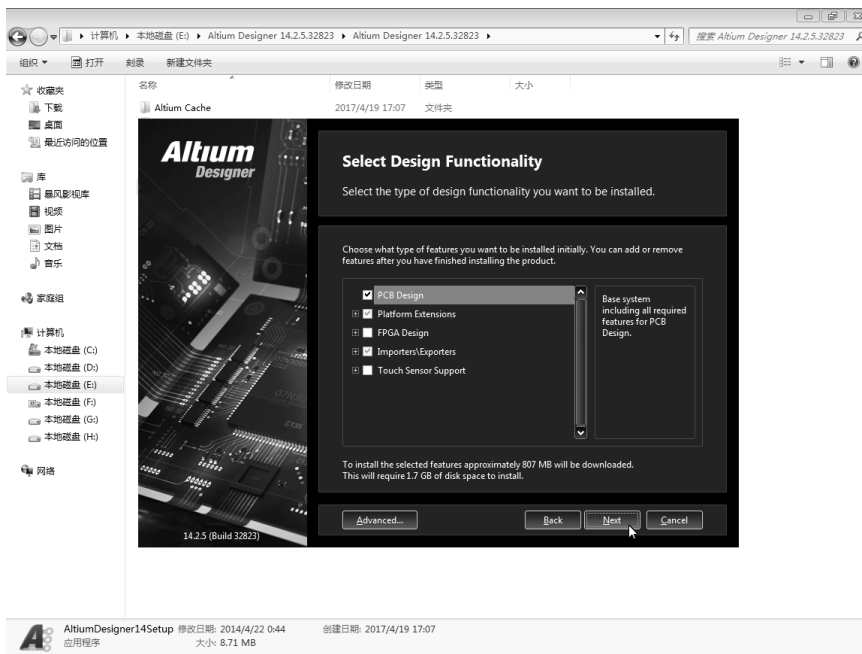 计算机 ▸ 本地磁盘 (E:) ▸ Altium Designer 14.2.5.32823 ▸ Altium Designer 14.2.5.32823 ▸
搜索 Altium Designer 14.2.5.32823
组织 打开 刻录 新建文件夹
名称 修改日期 类型 大小
Altium Cache 2017/4/19 17:07 文件夹
收藏夹
下载
桌面
最近访问的位置
库
暴风影视库
视频
图片
文档
音乐
家庭组
计算机
本地磁盘 (C:)
本地磁盘 (D:)
本地磁盘 (E:)
本地磁盘 (F:)
本地磁盘 (G:)
本地磁盘 (H:)
网络
Altium
Designer
14.2.5 (Build 32823)
Select Design Functionality
Select the type of design functionality you want to be installed.
Choose what type of features you want to be installed initially. You can add or remove
features after you have finished installing the product.
PCB Design
Platform Extensions
FPGA Design
Importers\Exporters
Touch Sensor Support
Base system
including all required
features for PCB
Design.
To install the selected features approximately 807 MB will be downloaded.
This will require 1.7 GB of disk space to install.
Advanced... Back Next Cancel
AltiumDesigner14Setup 修改日期: 2014/4/22 0:44 创建日期: 2017/4/19 17:07
应用程序 大小: 8.71 MB